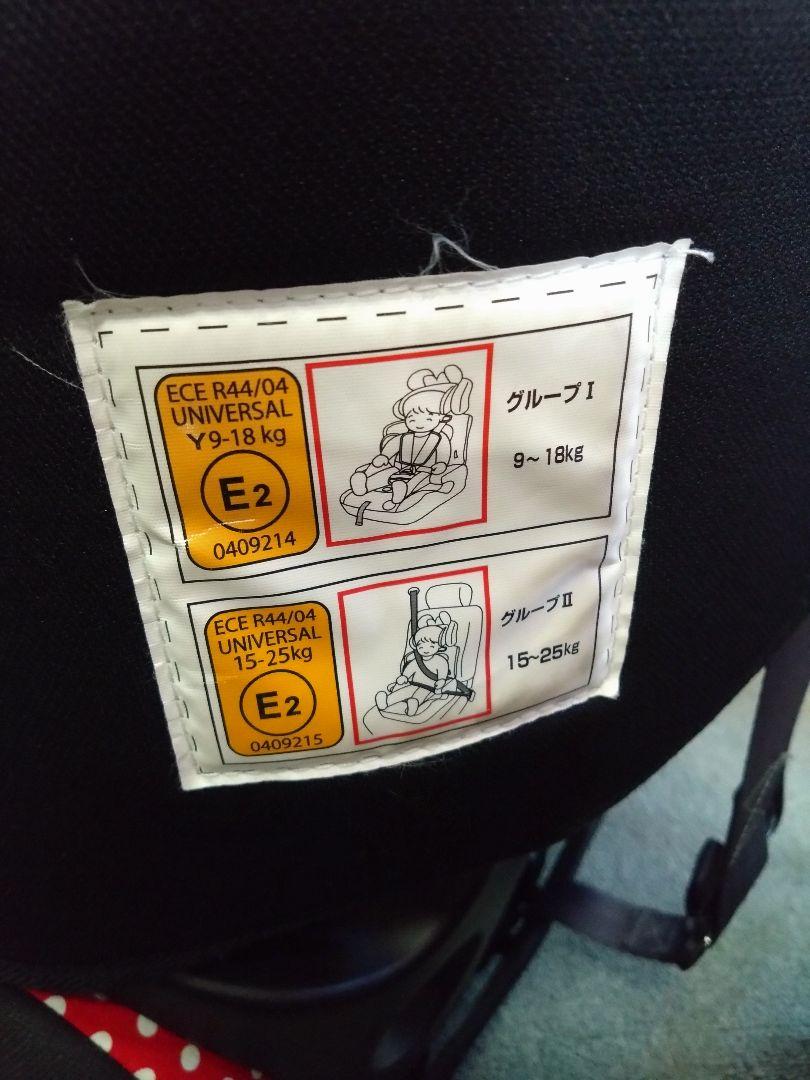 ECE R44/04
UNIVERSAL
Y9-18 kg
E2
0409214
グループⅠ
9～18kg
ECE R44/04
UNIVERSAL
15-25kg
E2
0409215
グループⅡ
15～25kg